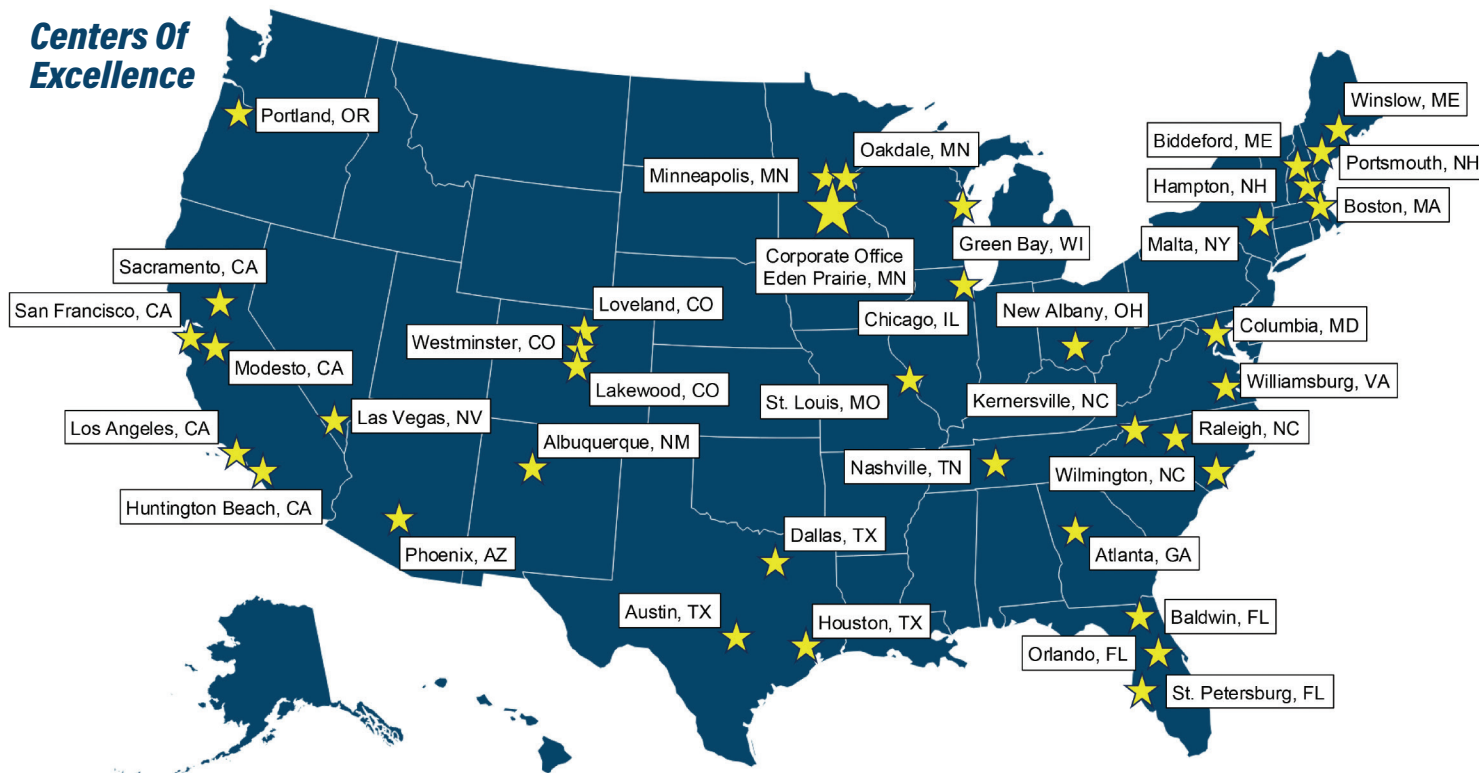 Centers Of
Excellence
Portland, OR
Winslow, ME
Biddeford, ME
Oakdale, MN
Minneapolis, MN
Portsmouth, NH
Hampton, NH
Boston, MA
Malta, NY
Green Bay, WI
Corporate Office
Eden Prairie, MN
Sacramento, CA
San Francisco, CA
Loveland, CO
New Albany, OH
Chicago, IL
Columbia, MD
Westminster, CO
Modesto, CA
Lakewood, CO
Williamsburg, VA
St. Louis, MO
Kernersville, NC
Las Vegas, NV
Los Angeles, CA
Raleigh, NC
Albuquerque, NM
Nashville, TN
Wilmington, NC
Huntington Beach, CA
Dallas, TX
Phoenix, AZ
Atlanta, GA
Austin, TX
Houston, TX
Baldwin, FL
Orlando, FL
St. Petersburg, FL